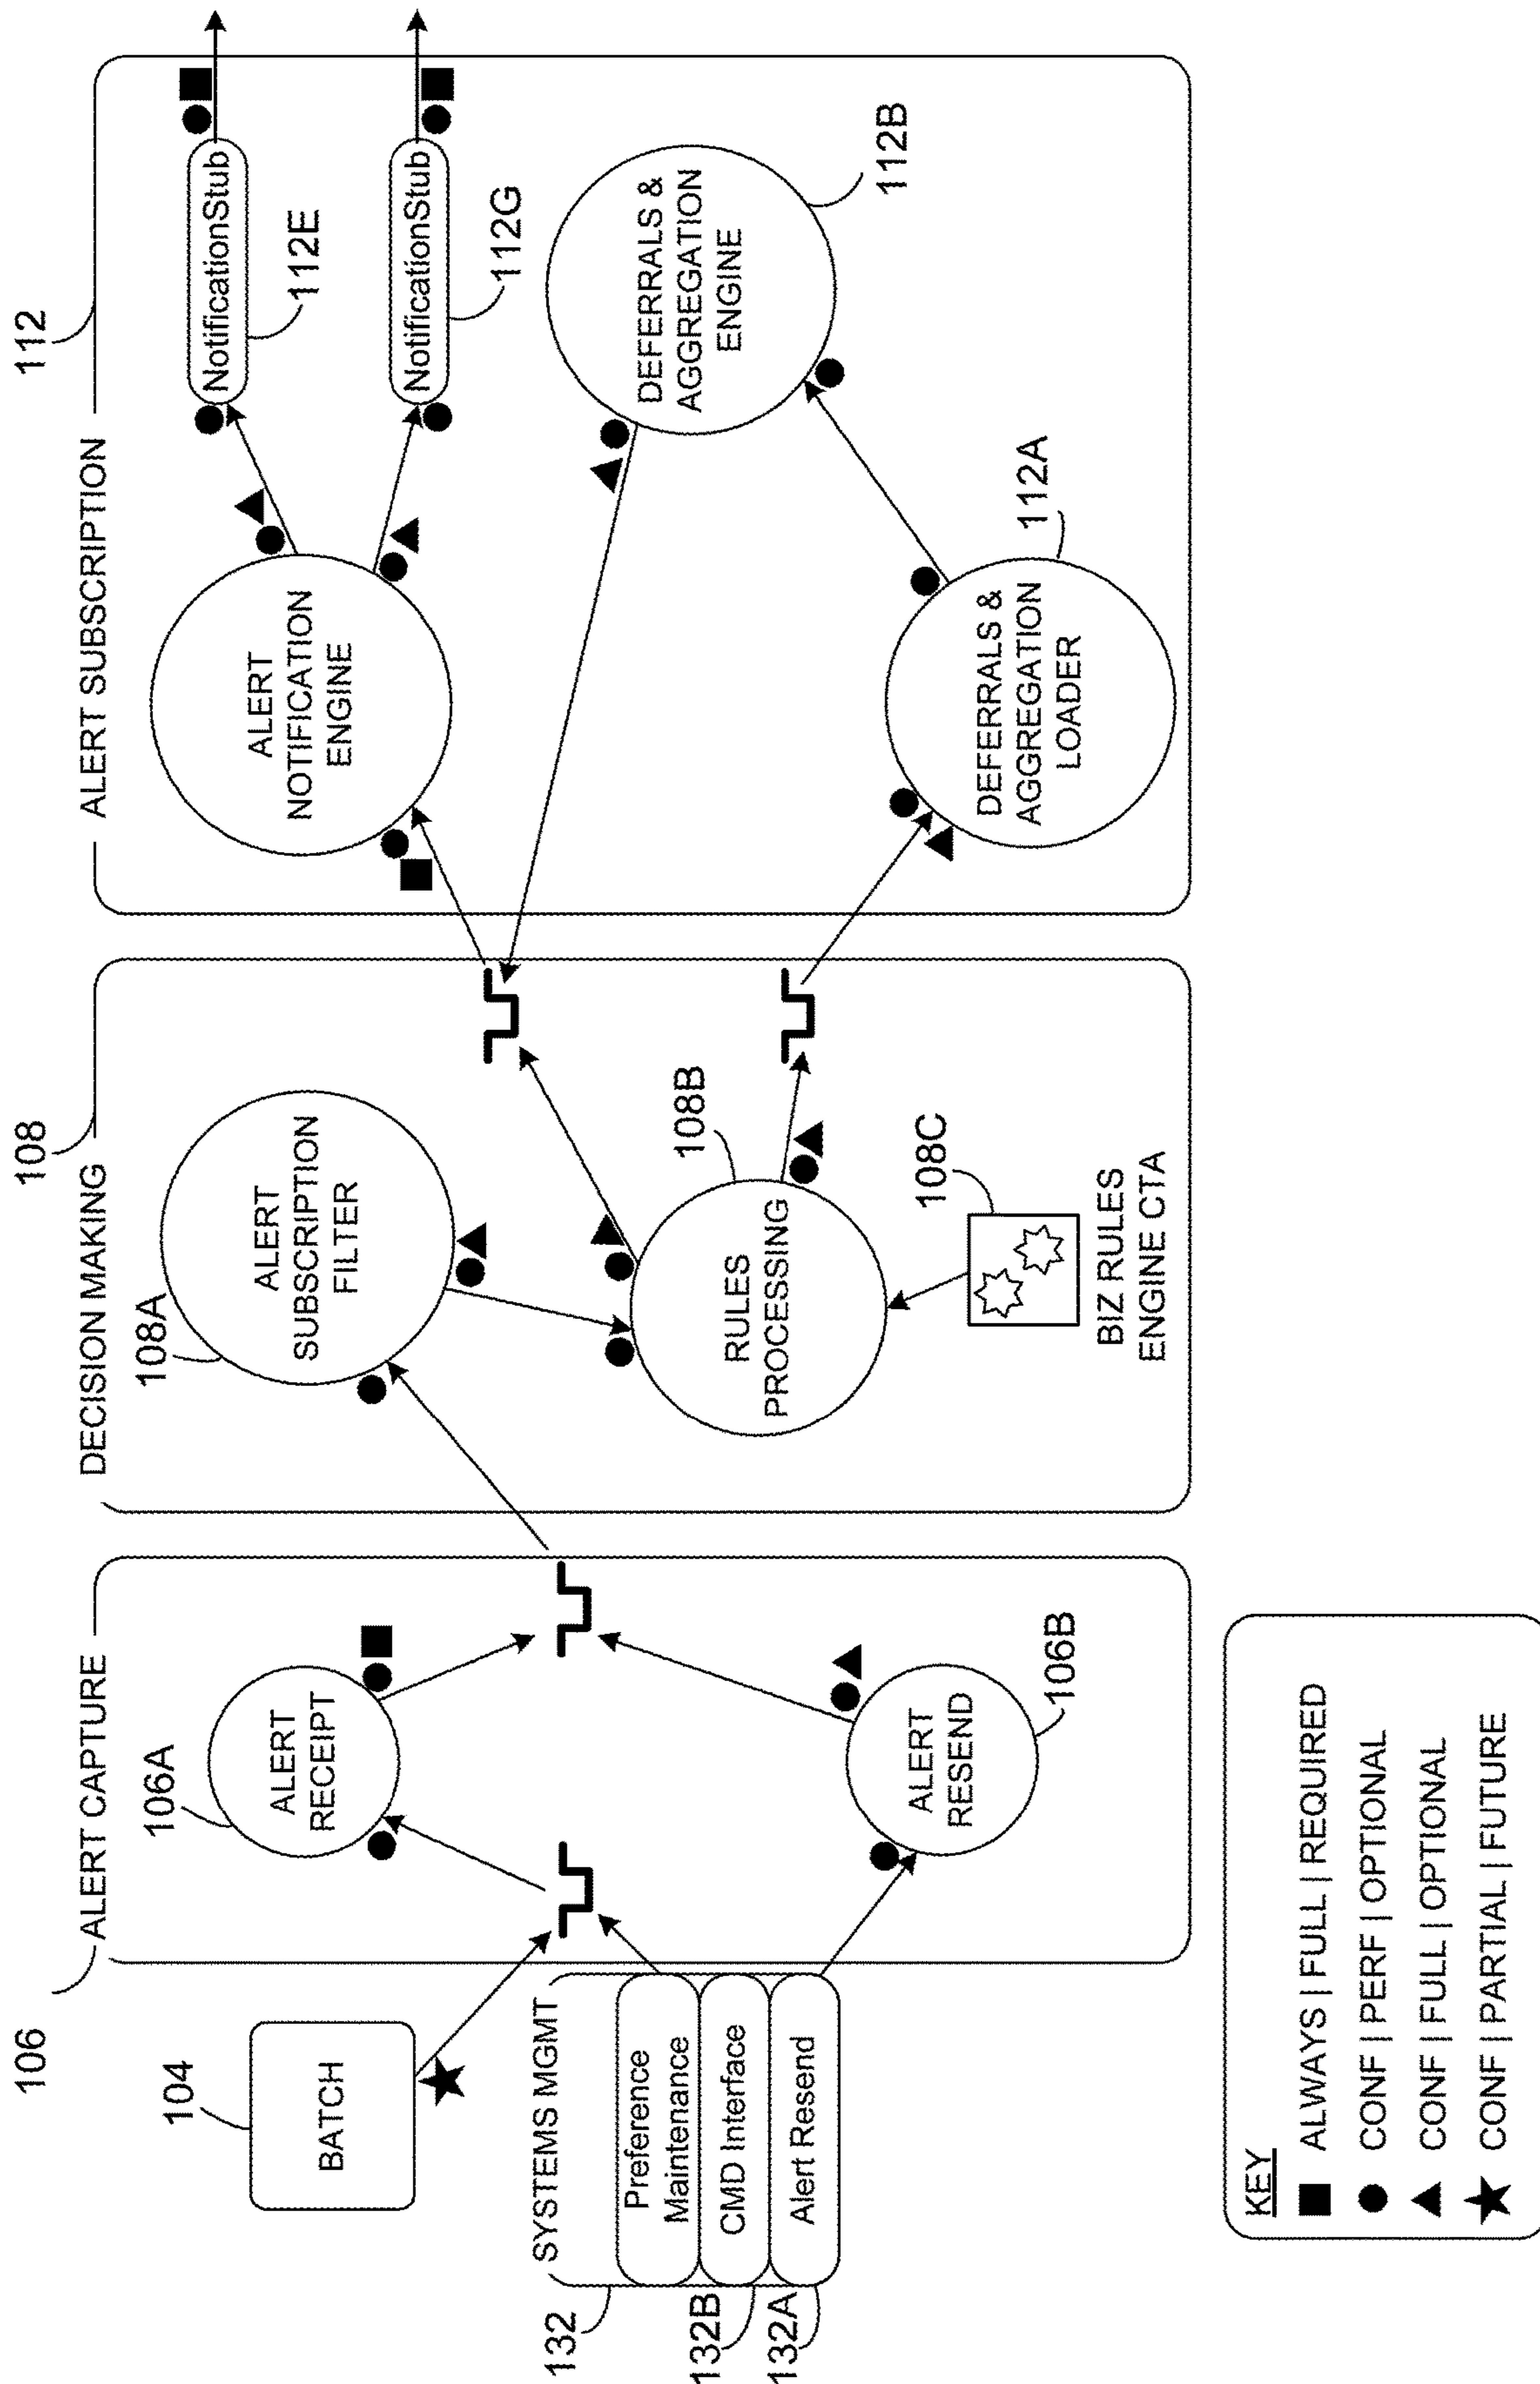 106
ALERT CAPTURE
108
DECISION MAKING
112
ALERT SUBSCRIPTION
104
BATCH
SYSTEMS MGMT
132
Preference
Maintenance
132B
CMD Interface
132A
Alert Resend
106A
ALERT
RECEIPT
ALERT
RESEND
106B
108A
ALERT
SUBSCRIPTION
FILTER
108B
RULES
PROCESSING
108C
BIZ RULES
ENGINE CTA
ALERT
NOTIFICATION
ENGINE
NotificationStub
112E
NotificationStub
112G
DEFERRALS &
AGGREGATION
ENGINE
112B
DEFERRALS &
AGGREGATION
LOADER
112A
KEY
ALWAYS | FULL | REQUIRED
CONF | PERF | OPTIONAL
CONF | FULL | OPTIONAL
CONF | PARTIAL | FUTURE